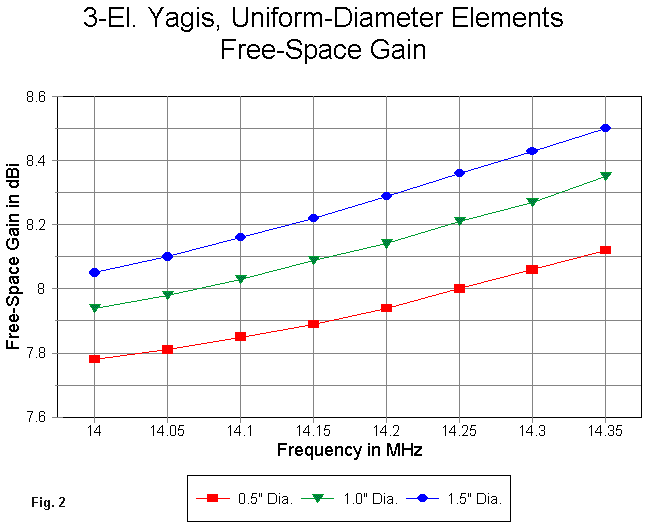 3-El. Yagis, Uniform-Diameter Elements
Free-Space Gain
Free-Space Gain in dBi
8.6
8.4
8.2
8
7.8
7.6
14 14.05 14.1 14.15 14.2 14.25 14.3 14.35
Frequency in MHz
Fig. 2
0.5" Dia. 1.0" Dia. 1.5" Dia.